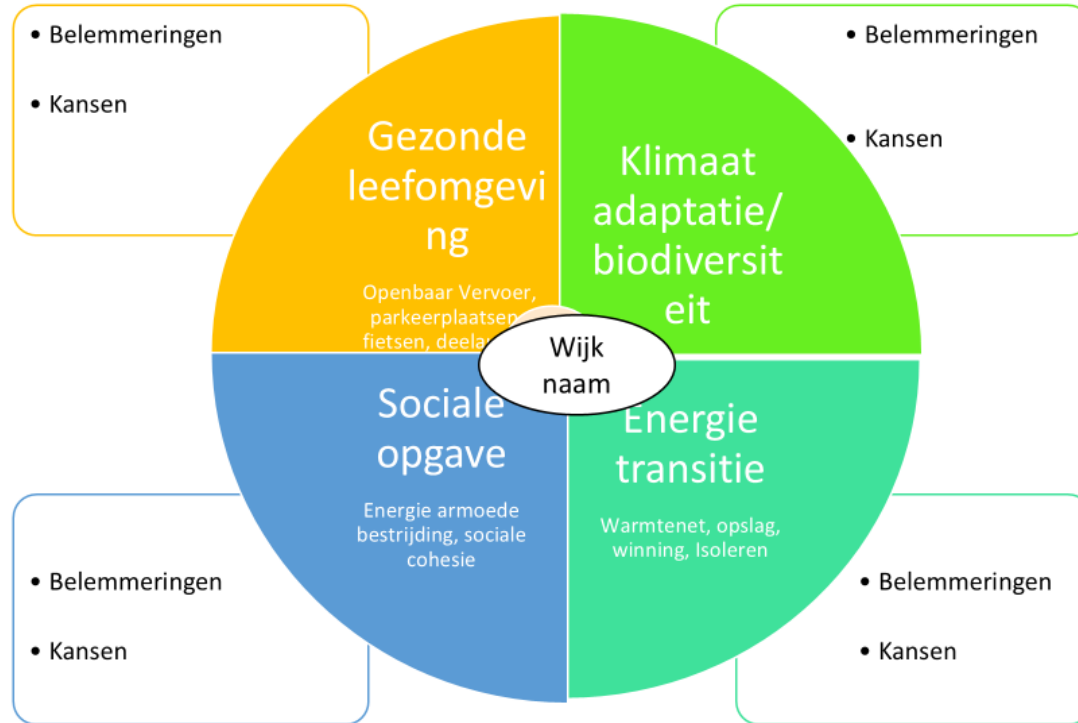 • Belemmeringen
• Kansen
• Belemmeringen
• Kansen
Gezonde
leefomgevi
ng
Openbaar Vervoer,
parkeerplaatsen,
fietsen,
Klimaat
adaptatie/
biodiversit
eit
Wijk
naam
Sociale
opgave
Energie armoede
bestrijding, sociale
cohesie
Energie
transitie
Warmtenet, opslag,
winning, Isoleren
• Belemmeringen
• Kansen
• Belemmeringen
• Kansen